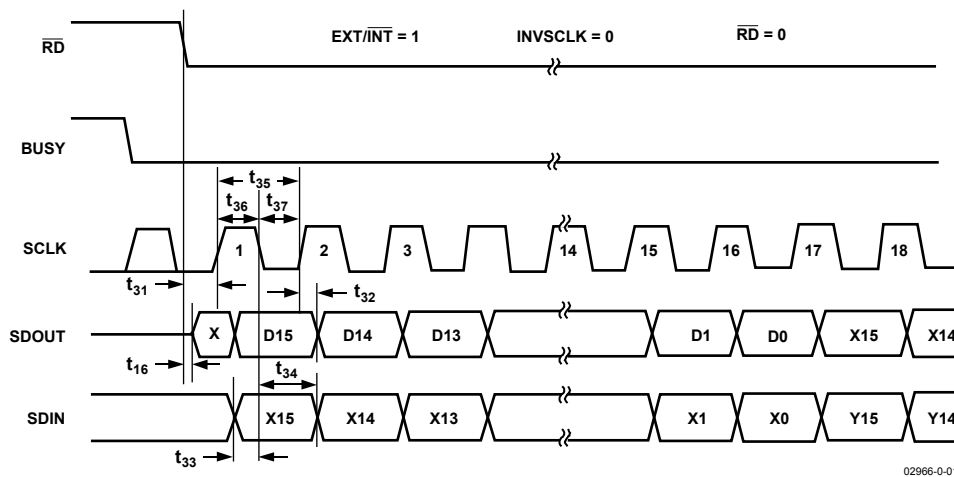 EXT/INT = 1 INVSCLK = 0 RD = 0
RD
BUSY
t35
t36 t37
SCLK 1 2 3 14 15 16 17 18
t31 t32
SDOUT X D15 D14 D13 D1 D0 X15 X14
t16 t34
SDIN X15 X14 X13 X1 X0 Y15 Y14
t33